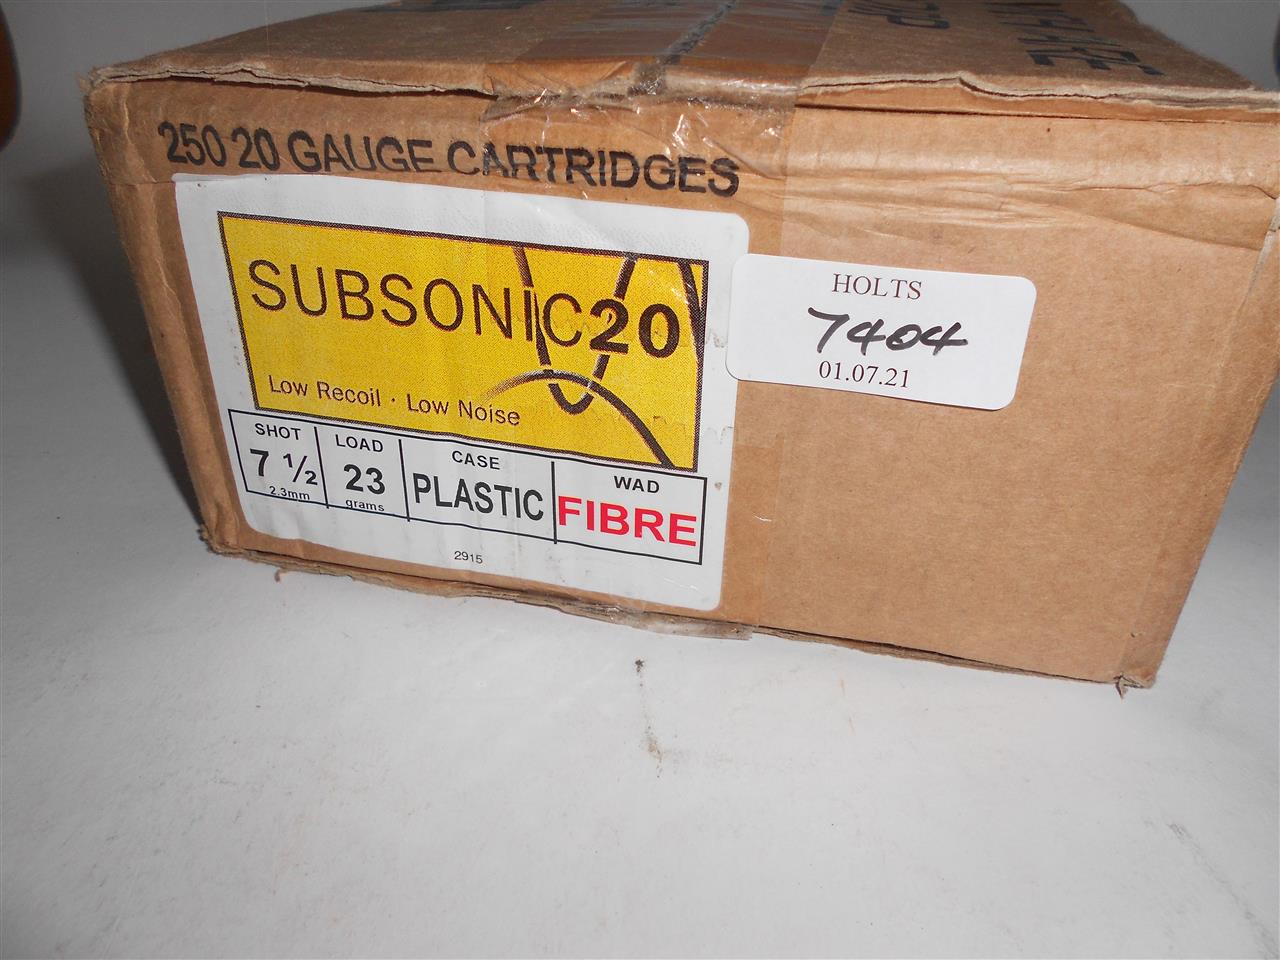 250 20 GAUGE CARTRIDGES
SUBSONIC20
Low Recoil · Low Noise
SHOT
7 ½
2.3mm
LOAD
23
grams
CASE
PLASTIC
WAD
FIBRE
2915
HOLTS
7404
01.07.21